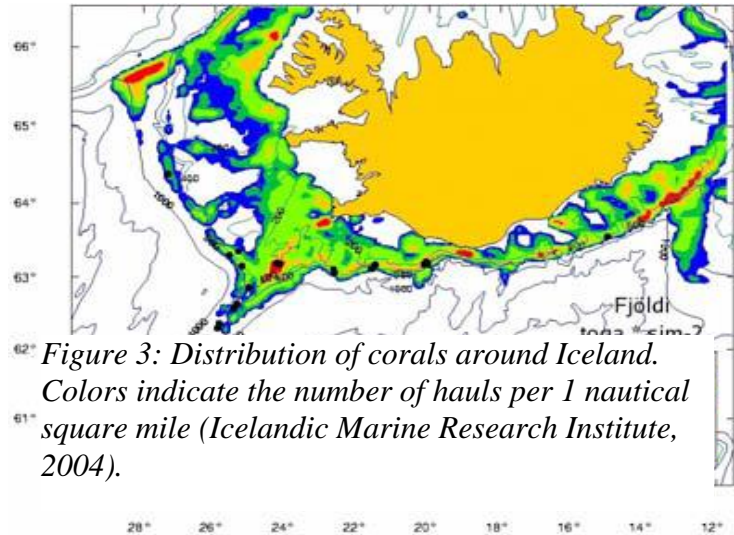 66°
65°
64°
63°
62°
61°
Fjöldi
Figure 3: Distribution of corals around Iceland.
Colors indicate the number of hauls per 1 nautical
square mile (Icelandic Marine Research Institute,
2004).
28° 26° 24° 22° 20° 18° 16° 14° 12°